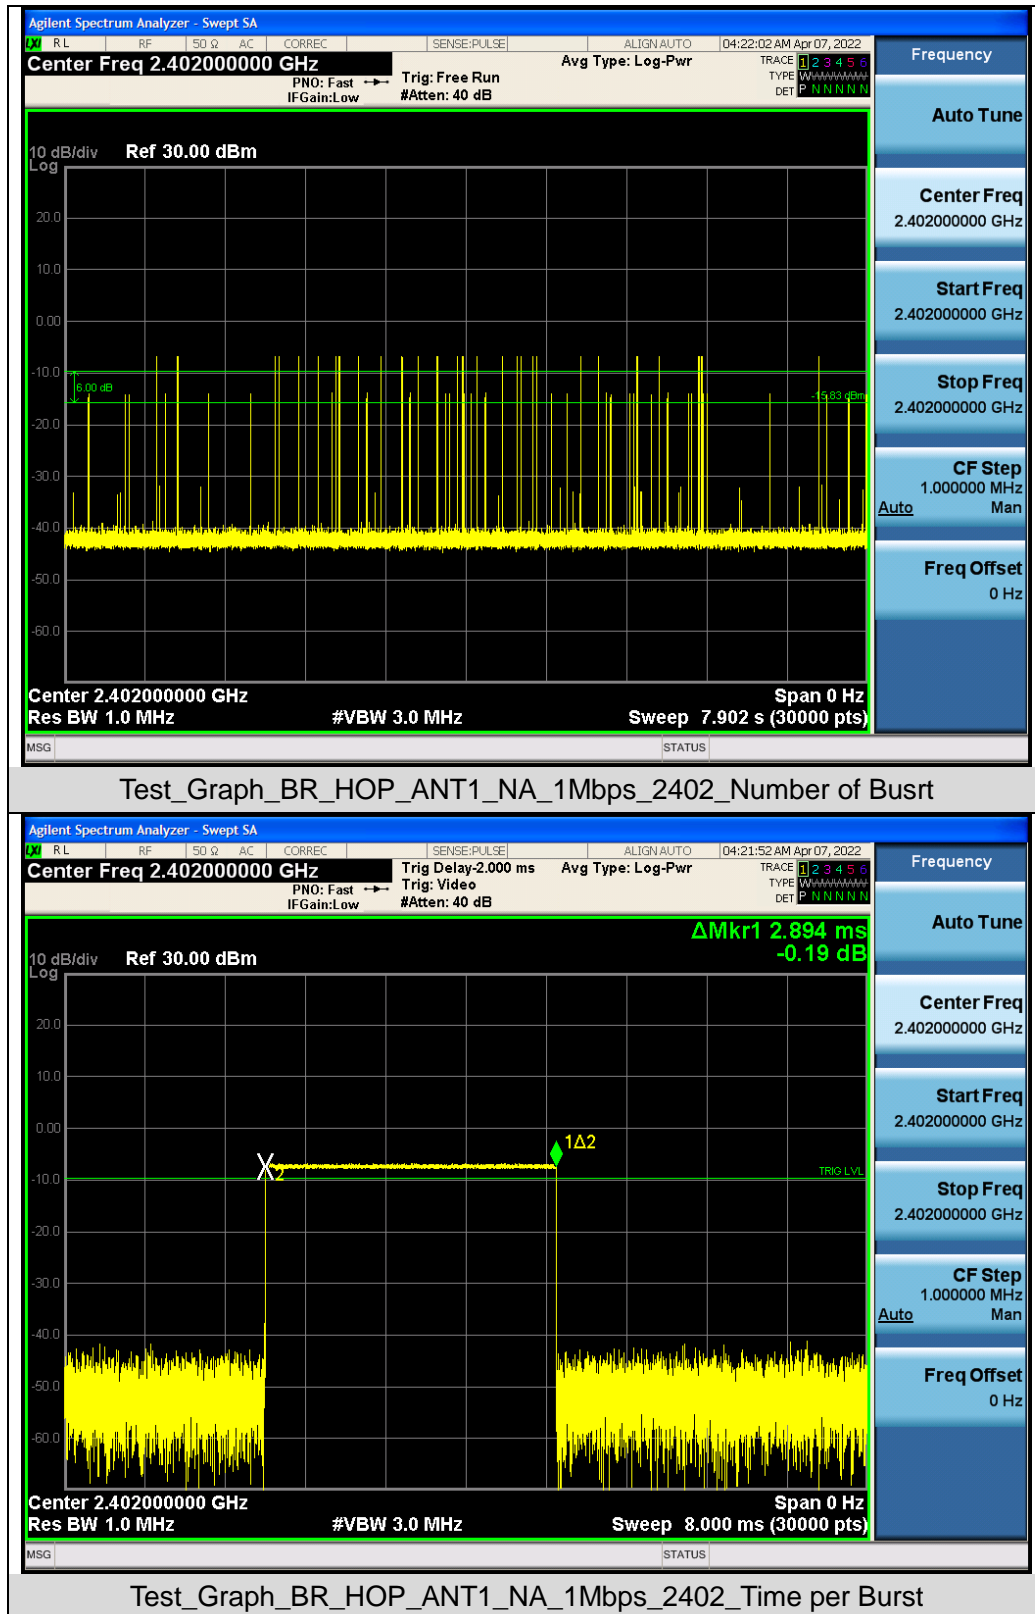 Agilent Spectrum Analyzer - Swept SA
LXI RL RF 50 Ω AC CORREC SENSE:PULSE ALIGN AUTO 04:22:02 AM Apr 07, 2022
Center Freq 2.402000000 GHz
PNO: Fast
IFGain:Low
Trig: Free Run
#Atten: 40 dB
Avg Type: Log-Pwr
TRACE 1 2 3 4 5 6
TYPE W
DET P N N N N N
Frequency
Auto Tune
Center Freq
2.402000000 GHz
Start Freq
2.402000000 GHz
Stop Freq
2.402000000 GHz
CF Step
1.000000 MHz
Auto Man
Freq Offset
0 Hz
10 dB/div Ref 30.00 dBm
Log
20.0
10.0
0.00
-10.0
6.00 dB
-15.83 dBm
-20.0
-30.0
-40.0
-50.0
-60.0
Center 2.402000000 GHz Span 0 Hz
Res BW 1.0 MHz #VBW 3.0 MHz Sweep 7.902 s (30000 pts)
MSG STATUS
Test_Graph_BR_HOP_ANT1_NA_1Mbps_2402_Number of Busrt
Agilent Spectrum Analyzer - Swept SA
LXI RL RF 50 Ω AC CORREC SENSE:PULSE ALIGN AUTO 04:21:52 AM Apr 07, 2022
Center Freq 2.402000000 GHz
PNO: Fast
IFGain:Low
Trig Delay-2.000 ms
Trig: Video
#Atten: 40 dB
Avg Type: Log-Pwr
TRACE 1 2 3 4 5 6
TYPE W
DET P N N N N N
Frequency
Auto Tune
Center Freq
2.402000000 GHz
Start Freq
2.402000000 GHz
Stop Freq
2.402000000 GHz
CF Step
1.000000 MHz
Auto Man
Freq Offset
0 Hz
ΔMkr1 2.894 ms
-0.19 dB
10 dB/div Ref 30.00 dBm
Log
20.0
10.0
0.00
1Δ2
2
TRIG LVL
-10.0
-20.0
-30.0
-40.0
-50.0
-60.0
Center 2.402000000 GHz Span 0 Hz
Res BW 1.0 MHz #VBW 3.0 MHz Sweep 8.000 ms (30000 pts)
MSG STATUS
Test_Graph_BR_HOP_ANT1_NA_1Mbps_2402_Time per Burst